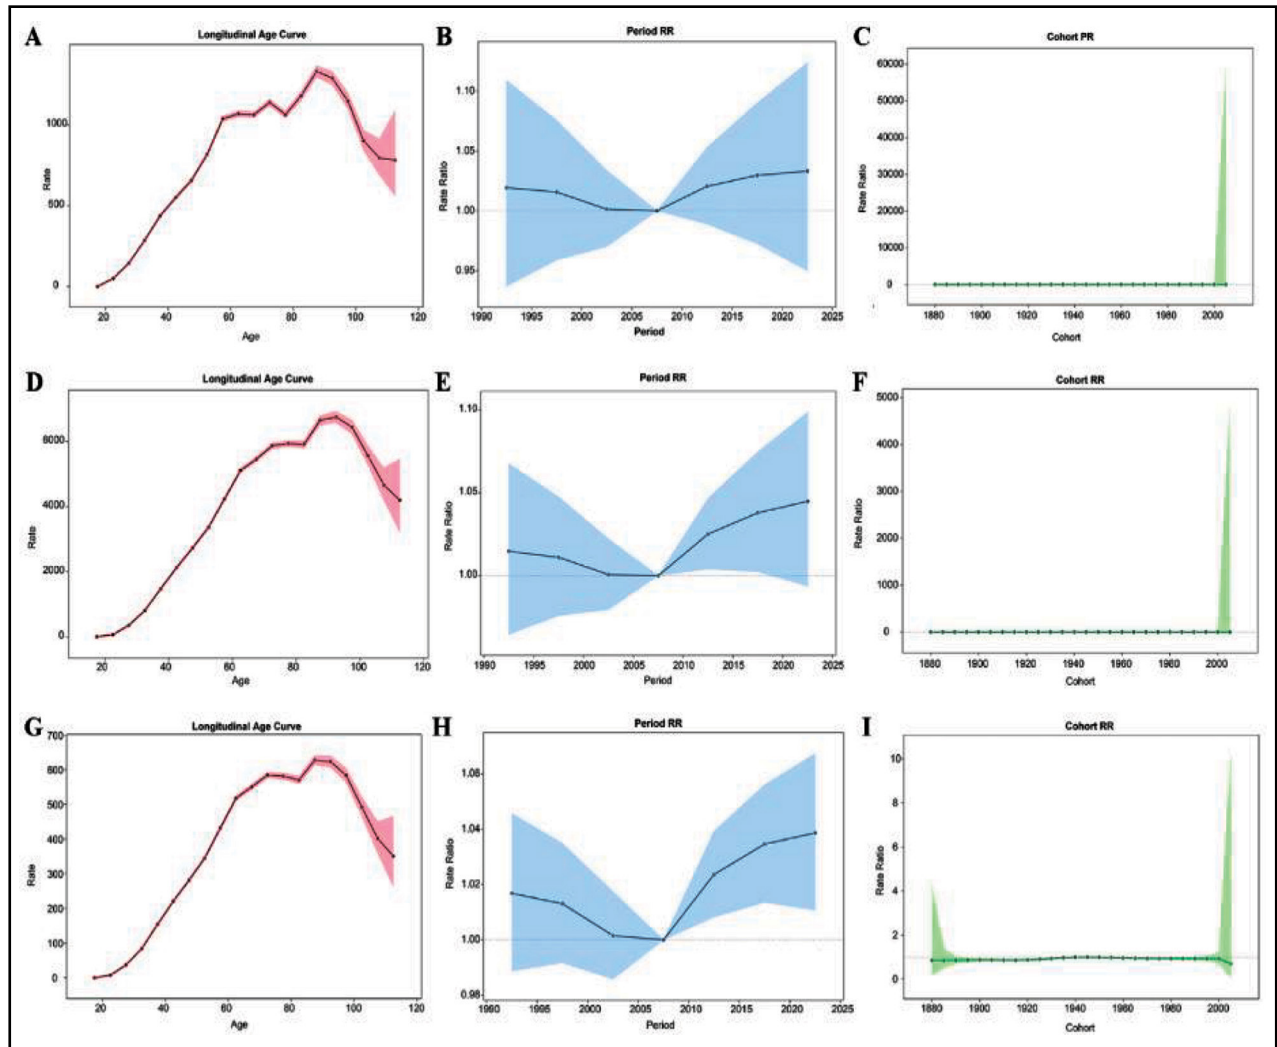 A
Longitudinal Age Curve
Rate
1000
500
0
20 40 60 80 100 120
Age
B
Period RR
Rate Ratio
1.10
1.05
1.00
0.95
1990 1995 2000 2005 2010 2015 2020 2025
Period
C
Cohort PR
Rate Ratio
60000
50000
40000
30000
20000
10000
0
1880 1900 1920 1940 1960 1980 2000
Cohort
D
Longitudinal Age Curve
Rate
6000
4000
2000
0
20 40 60 80 100 120
Age
E
Period RR
Rate Ratio
1.10
1.05
1.00
1990 1995 2000 2005 2010 2015 2020 2025
Period
F
Cohort RR
Rate Ratio
5000
4000
3000
2000
1000
0
1880 1900 1920 1940 1960 1980 2000
Cohort
G
Longitudinal Age Curve
Rate
700
600
500
400
300
200
100
0
20 40 60 80 100 120
Age
H
Period RR
Rate Ratio
1.06
1.04
1.02
1.00
0.98
1960 1995 2000 2005 2010 2015 2020 2025
Period
I
Cohort RR
Rate Ratio
10
8
6
4
2
1
0
1880 1900 1920 1940 1960 1980 2000
Cohort